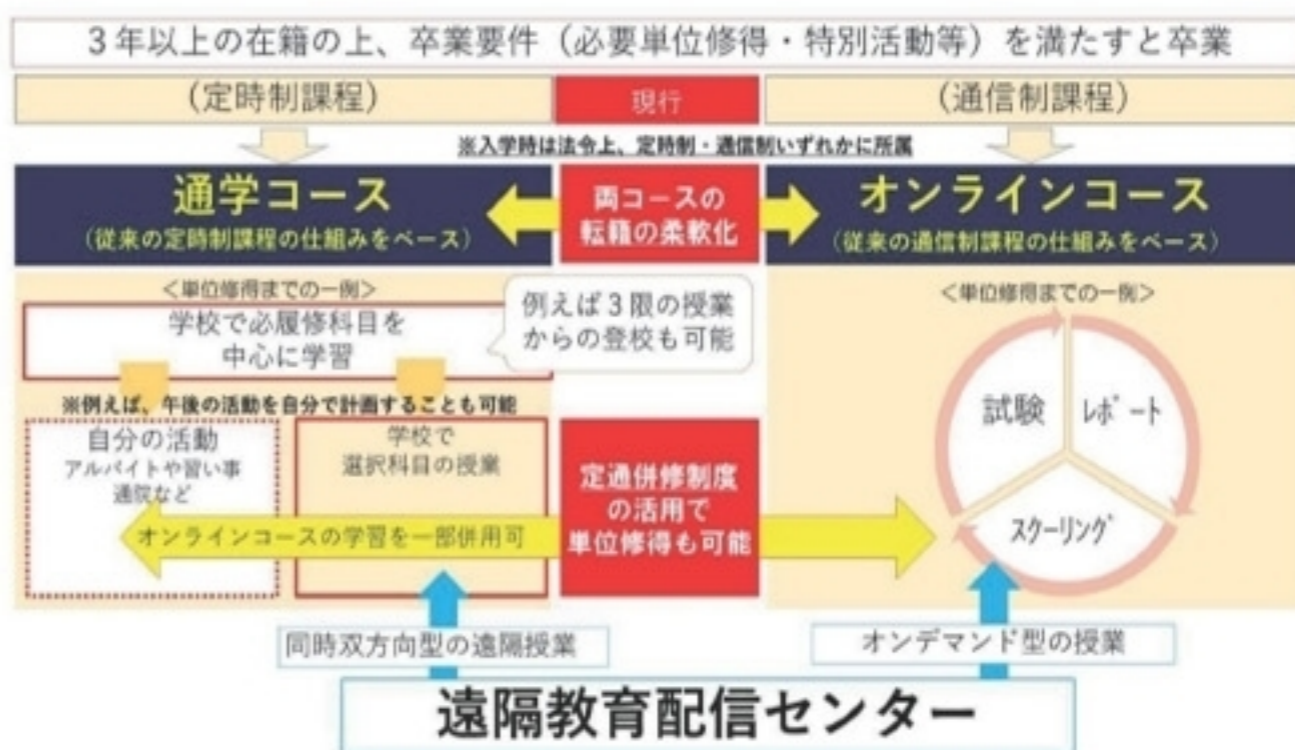 3年以上の在籍の上、卒業要件（必要単位修得・特別活動等）を満たすと卒業
（定時制課程）
現行
（通信制課程）
※入学時は法令上、定時制・通信制いずれかに所属
通学コース
（従来の定時制課程の仕組みをベース）
両コースの
転籍の柔軟化
オンラインコース
（従来の通信制課程の仕組みをベース）
＜単位修得までの一例＞
学校で必履修科目を
中心に学習
例えば3限の授業
からの登校も可能
※例えば、午後の活動を自分で計画することも可能
自分の活動
アルバイトや習い事
通院など
学校で
選択科目の授業
オンラインコースの学習を一部併用可
定通併修制度
の活用で
単位修得も可能
＜単位修得までの一例＞
試験
レポート
スクーリング
同時双方向型の遠隔授業
オンデマンド型の授業
遠隔教育配信センター